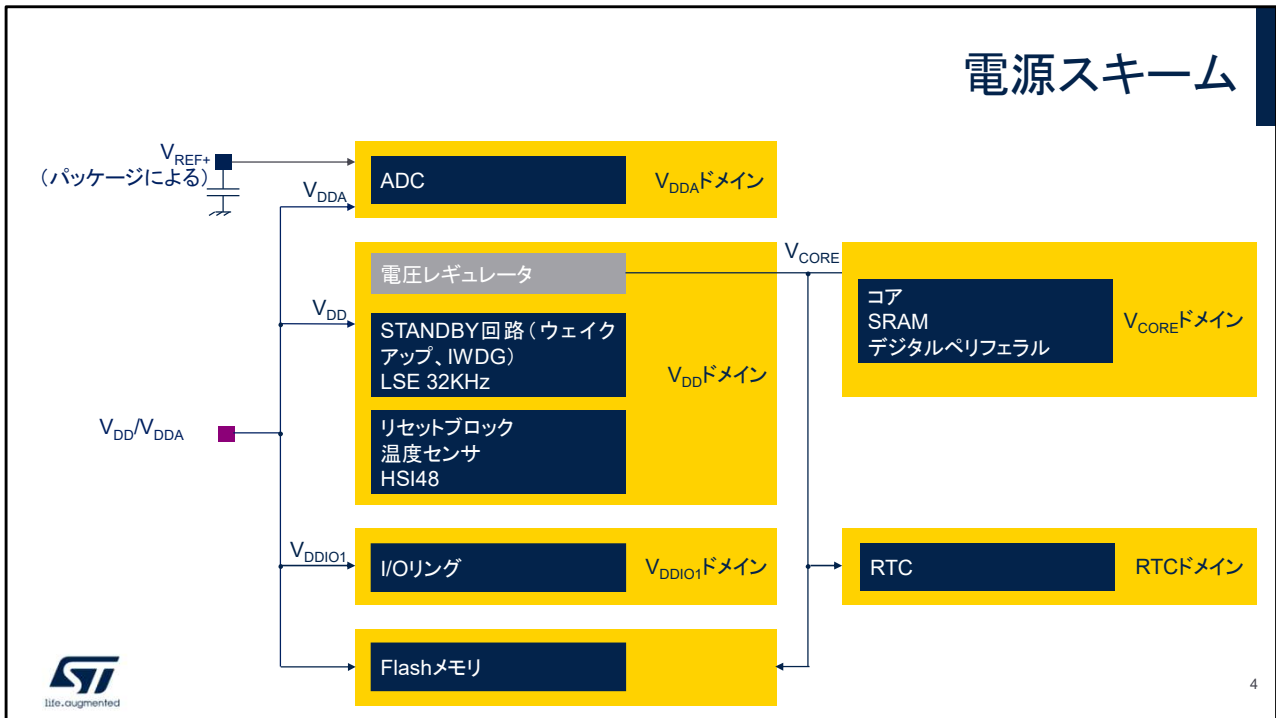 電源スキーム
VREF+
(パッケージによる)
VDDA
ADC
VDDAドメイン
電圧レギュレータ
VCORE
VDD
STANDBY回路(ウェイク
アップ、IWDG)
LSE 32KHz
VDDドメイン
コア
SRAM
デジタルペリフェラル
VCOREドメイン
VDD/VDDA
リセットブロック
温度センサ
HSI48
VDDIO1
I/Oリング
VDDIO1ドメイン
RTC
RTCドメイン
Flashメモリ
ST
life.augmented
4